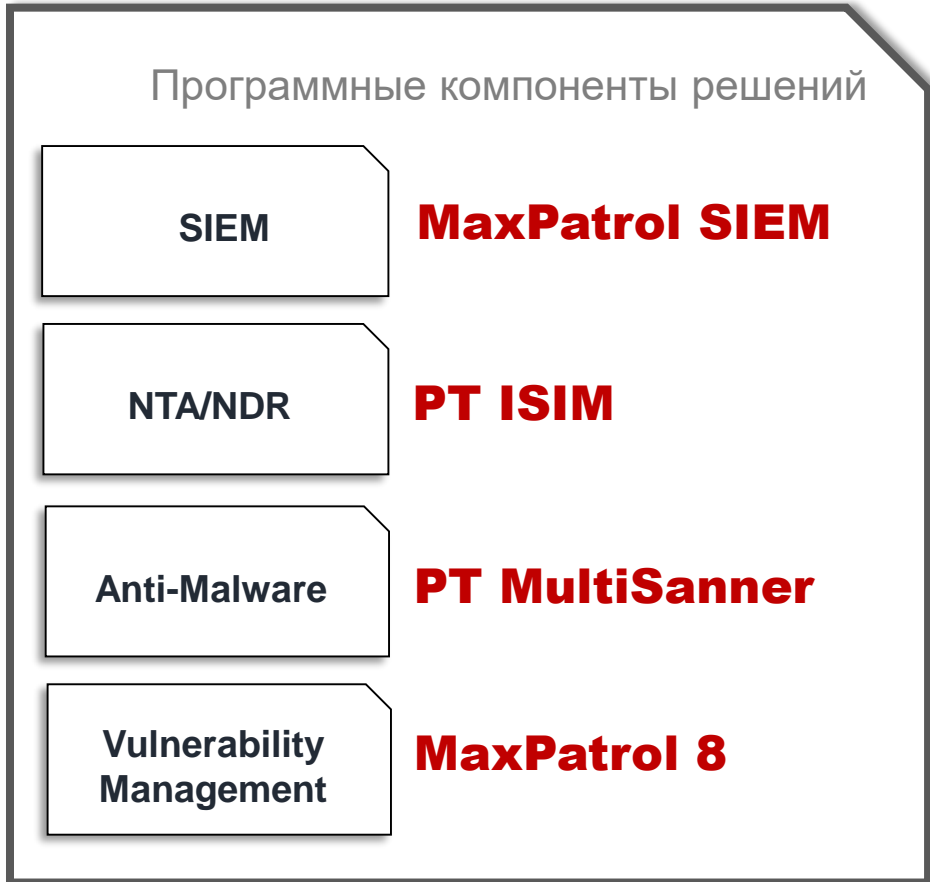 Программные компоненты решений
SIEM
MaxPatrol SIEM
NTA/NDR
PT ISIM
Anti-Malware
PT MultiSanner
Vulnerability
Management
MaxPatrol 8